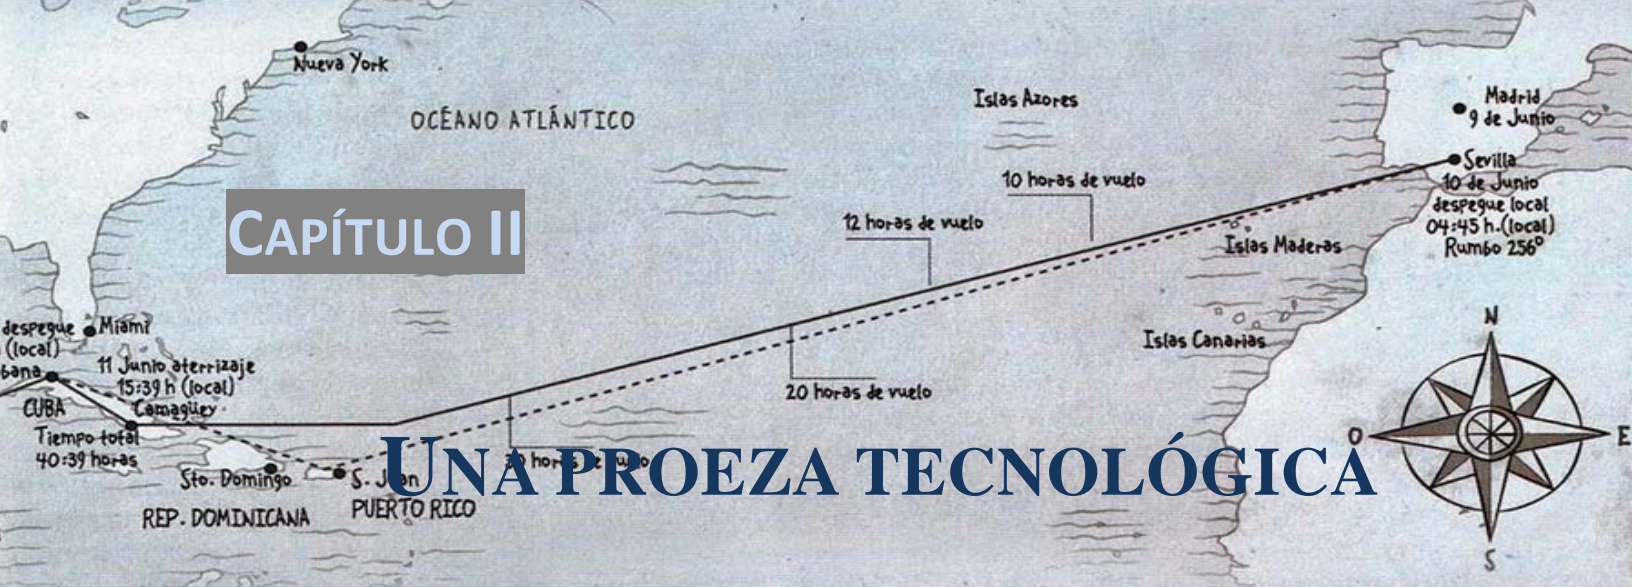 Nueva York
OCÉANO ATLÁNTICO
Islas Azores
Madrid
9 de Junio
Sevilla
10 de Junio
despegue local
04:45 h.(local)
Rumbo 256º
10 horas de vuelo
12 horas de vuelo
CAPÍTULO II
Islas Maderas
Islas Canarias
despegue
(local)
Miami
11 Junio aterrizaje
15:39 h (local)
CUBA
Camagüey
Tiempo total
40:39 horas
20 horas de vuelo
N
O
E
S
UNA PROEZA TECNOLÓGICA
Sto. Domingo
S. Juan
PUERTO RICO
REP. DOMINICANA